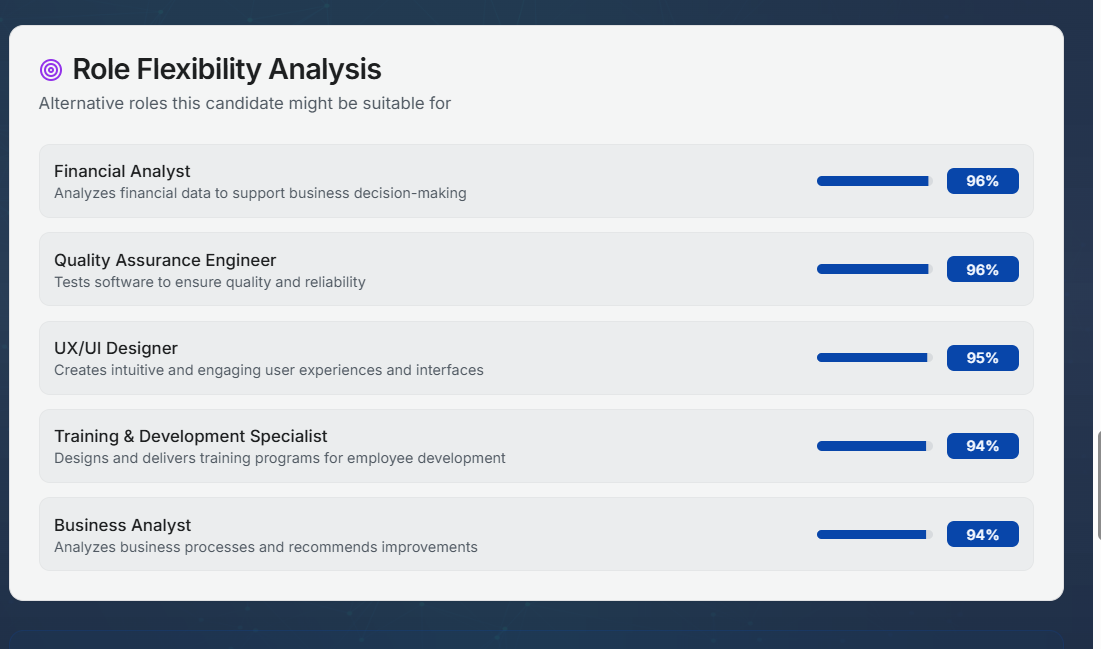 Role Flexibility Analysis
Alternative roles this candidate might be suitable for
Financial Analyst
Analyzes financial data to support business decision-making
96%
Quality Assurance Engineer
Tests software to ensure quality and reliability
96%
UX/UI Designer
Creates intuitive and engaging user experiences and interfaces
95%
Training & Development Specialist
Designs and delivers training programs for employee development
94%
Business Analyst
Analyzes business processes and recommends improvements
94%